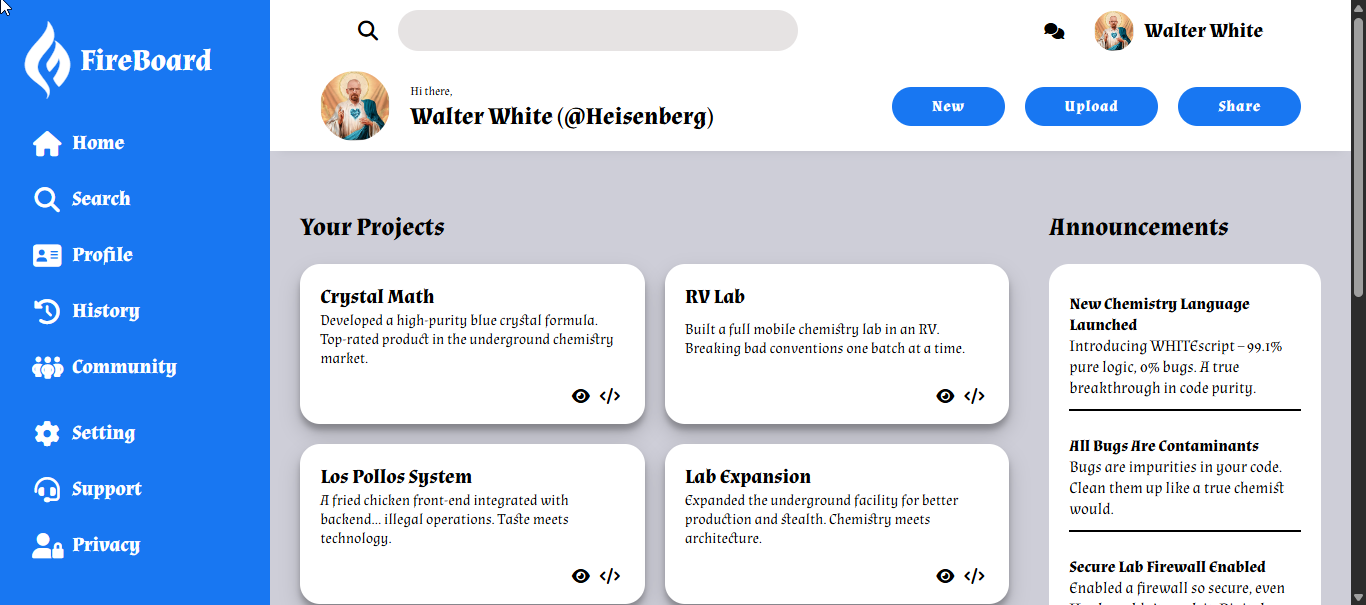 FireBoard
Home
Search
Profile
History
Community
Setting
Support
Privacy
Walter White
Hi there,
Walter White (@Heisenberg)
New
Upload
Share
Your Projects
Crystal Math
Developed a high-purity blue crystal formula.
Top-rated product in the underground chemistry
market.
RV Lab
Built a full mobile chemistry lab in an RV.
Breaking bad conventions one batch at a time.
Los Pollos System
A fried chicken front-end integrated with
backend... illegal operations. Taste meets
technology.
Lab Expansion
Expanded the underground facility for better
production and stealth. Chemistry meets
architecture.
Announcements
New Chemistry Language
Launched
Introducing WHITEscript – 99.1%
pure logic, 0% bugs. A true
breakthrough in code purity.
All Bugs Are Contaminants
Bugs are impurities in your code.
Clean them up like a true chemist
would.
Secure Lab Firewall Enabled
Enabled a firewall so secure, even